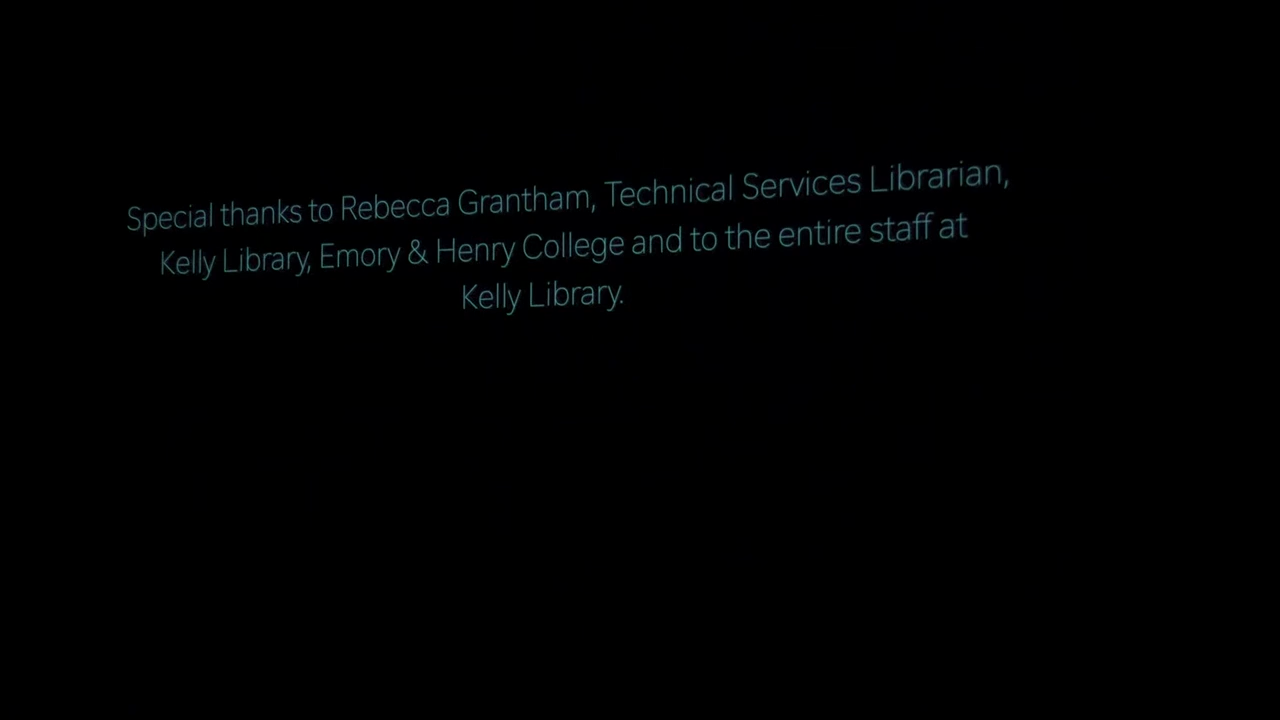 Special thanks to Rebecca Grantham, Technical Services Librarian,
Kelly Library, Emory & Henry College and to the entire staff at
Kelly Library.